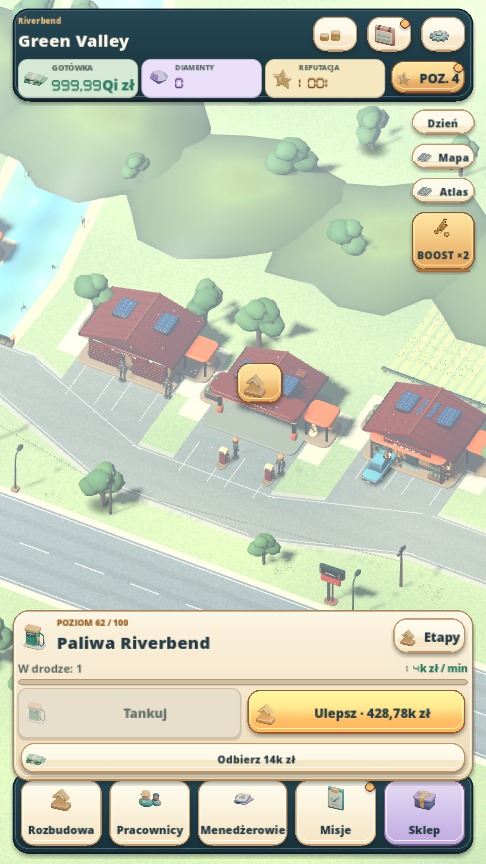 Riverbend
Green Valley
GOTÓWKA
999,99Qi zł
DIAMENTY
0
REPUTACJA
POZ. 4
Dzień
Mapa
Atlas
BOOST ×2
POZIOM 62 / 100
Paliwa Riverbend
Etapy
W drodze: 1
k zł / min
Tankuj
Ulepsz · 428,78k zł
Odbierz 14k zł
Rozbudowa
Pracownicy
Menedżerowie
Misje
Sklep